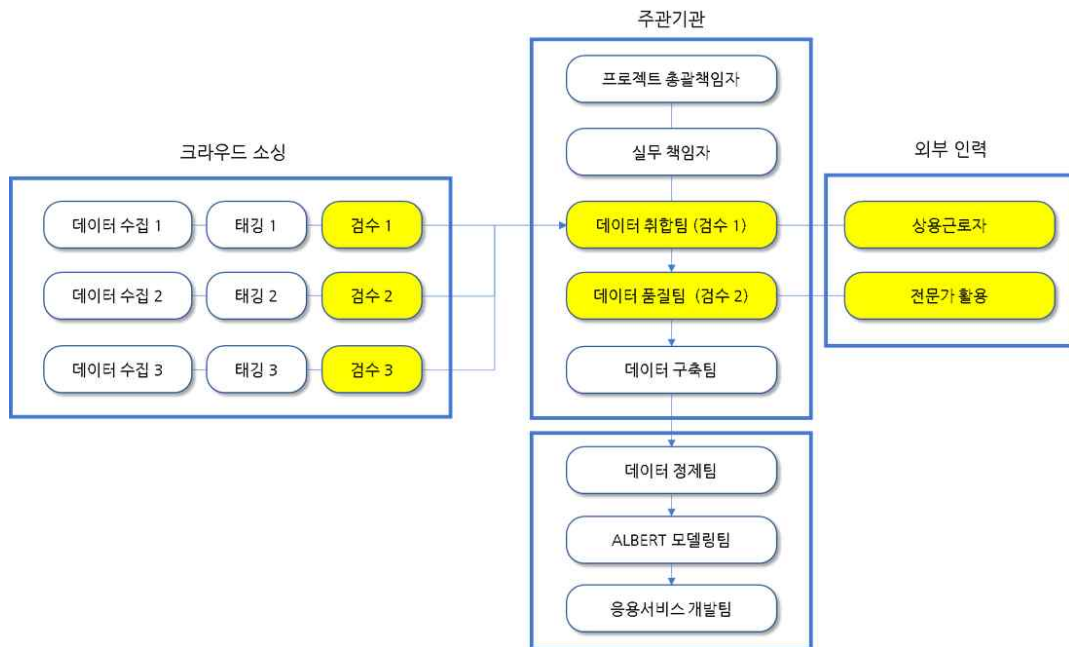 주관기관
프로젝트 총괄책임자
실무 책임자
크라우드 소싱
외부 인력
데이터 수집 1
태깅 1
검수 1
데이터 취합팀 (검수 1)
상용근로자
데이터 수집 2
태깅 2
검수 2
데이터 품질팀 (검수 2)
전문가 활용
데이터 수집 3
태깅 3
검수 3
데이터 구축팀
데이터 정제팀
ALBERT 모델링팀
응용서비스 개발팀